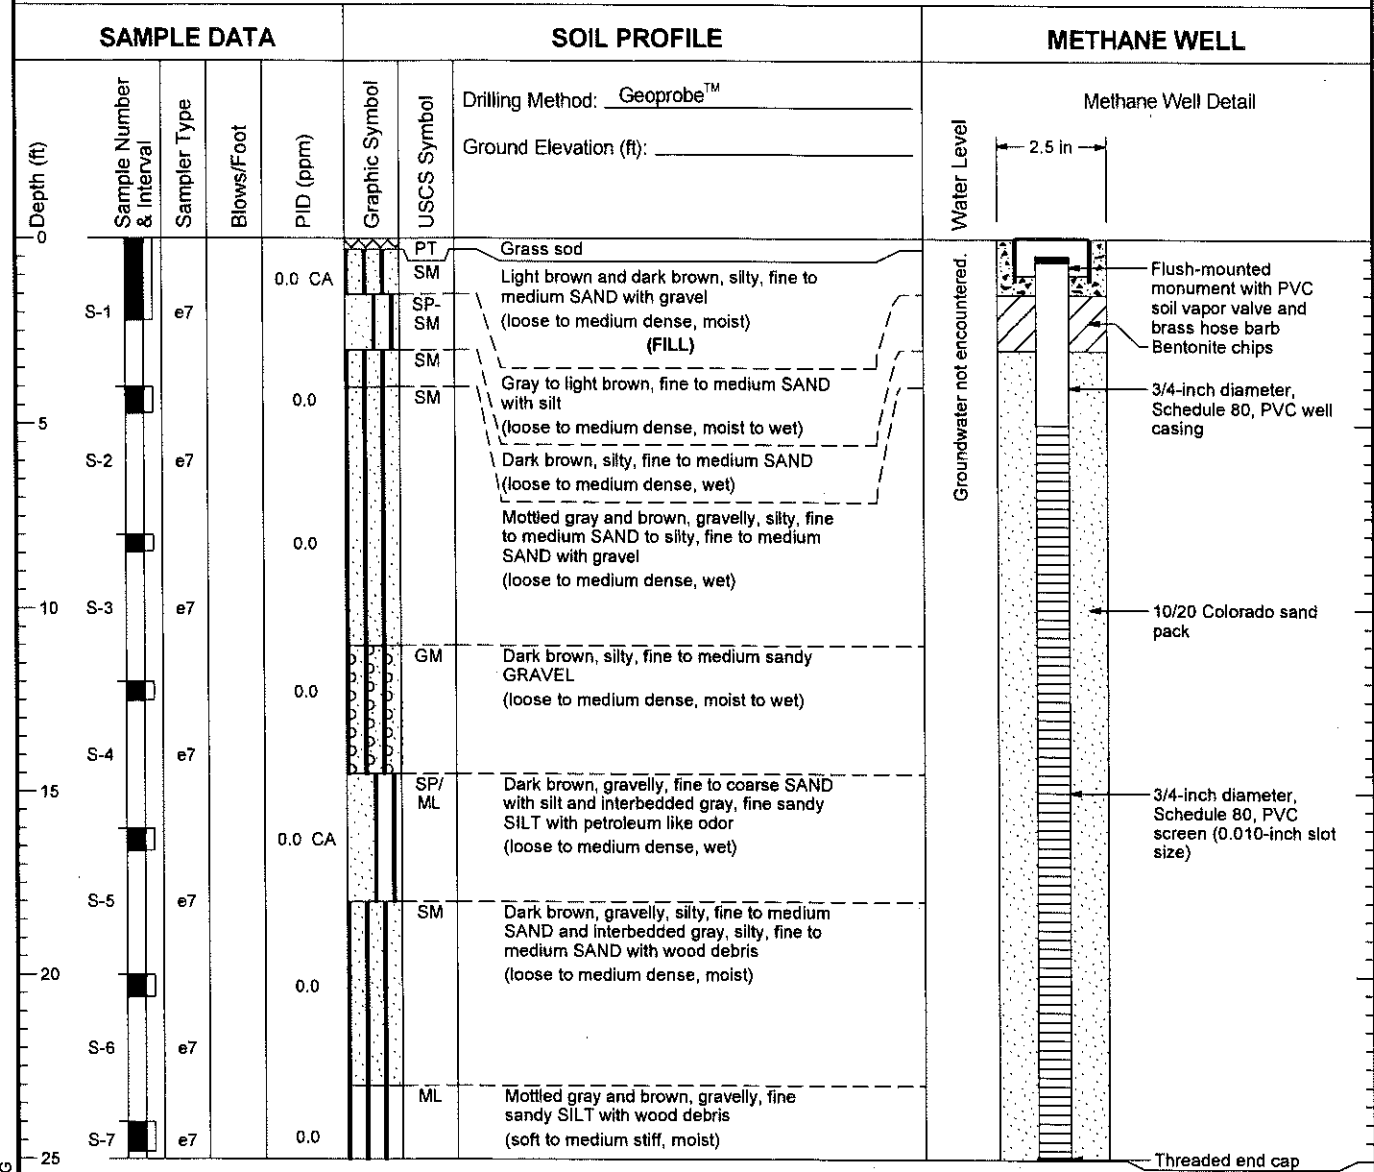 SAMPLE DATA
SOIL PROFILE
METHANE WELL
Depth (ft)
Sample Number
& Interval
Sampler Type
Blows/Foot
PID (ppm)
Graphic Symbol
USCS Symbol
Drilling Method: Geoprobe™
Ground Elevation (ft):
Water Level
Methane Well Detail
2.5 in
0
5
10
15
20
25
S-1
S-2
S-3
S-4
S-5
S-6
S-7
e7
e7
e7
e7
e7
e7
e7
0.0 CA
0.0
0.0
0.0
0.0 CA
0.0
0.0
PT
SM
SP-
SM
SM
SM
GM
SP/
ML
SM
ML
Grass sod
Light brown and dark brown, silty, fine to
medium SAND with gravel
(loose to medium dense, moist)
(FILL)
Gray to light brown, fine to medium SAND
with silt
(loose to medium dense, moist to wet)
Dark brown, silty, fine to medium SAND
(loose to medium dense, wet)
Mottled gray and brown, gravelly, silty, fine
to medium SAND to silty, fine to medium
SAND with gravel
(loose to medium dense, wet)
Dark brown, silty, fine to medium sandy
GRAVEL
(loose to medium dense, moist to wet)
Dark brown, gravelly, fine to coarse SAND
with silt and interbedded gray, fine sandy
SILT with petroleum like odor
(loose to medium dense, wet)
Dark brown, gravelly, silty, fine to medium
SAND and interbedded gray, silty, fine to
medium SAND with wood debris
(loose to medium dense, moist)
Mottled gray and brown, gravelly, fine
sandy SILT with wood debris
(soft to medium stiff, moist)
Groundwater not encountered.
Flush-mounted
monument with PVC
soil vapor valve and
brass hose barb
Bentonite chips
3/4-inch diameter,
Schedule 80, PVC well
casing
10/20 Colorado sand
pack
3/4-inch diameter,
Schedule 80, PVC
screen (0.010-inch slot
size)
Threaded end cap